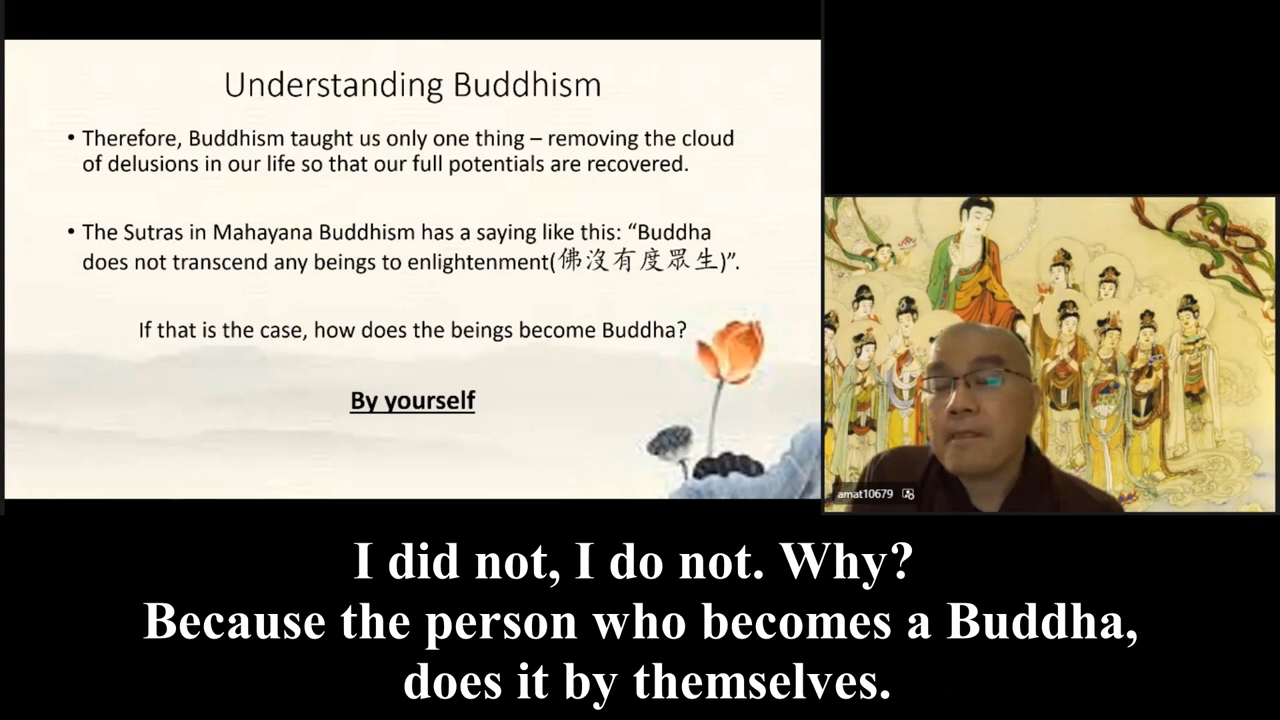 Understanding Buddhism
• Therefore, Buddhism taught us only one thing – removing the cloud
of delusions in our life so that our full potentials are recovered.
• The Sutras in Mahayana Buddhism has a saying like this: “Buddha
does not transcend any beings to enlightenment(佛沒有度眾生)”.
If that is the case, how does the beings become Buddha?
By yourself
amat10679
I did not, I do not. Why?
Because the person who becomes a Buddha,
does it by themselves.